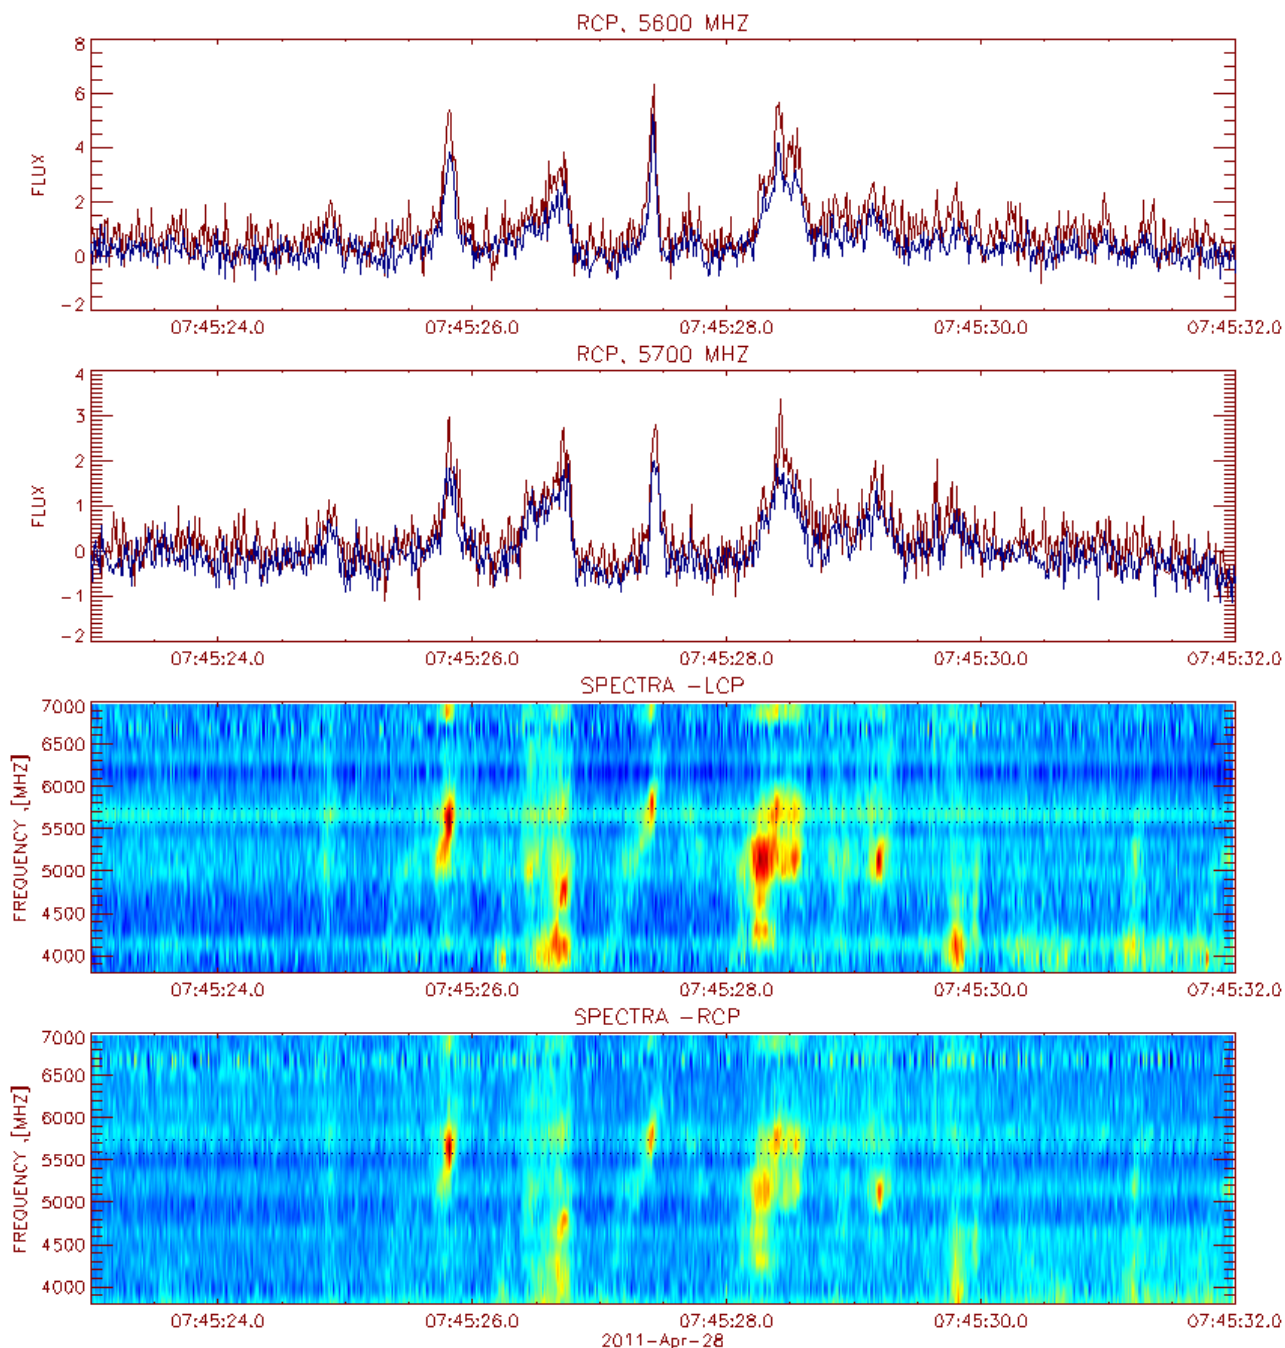 RCP, 5600 MHZ
8
6
4
2
0
-2
FLUX
07:45:24.0 07:45:26.0 07:45:28.0 07:45:30.0 07:45:32.0
RCP, 5700 MHZ
4
3
2
1
0
-1
-2
FLUX
07:45:24.0 07:45:26.0 07:45:28.0 07:45:30.0 07:45:32.0
SPECTRA -LCP
7000
6500
6000
5500
5000
4500
4000
FREQUENCY ,[MHZ]
07:45:24.0 07:45:26.0 07:45:28.0 07:45:30.0 07:45:32.0
SPECTRA -RCP
7000
6500
6000
5500
5000
4500
4000
FREQUENCY ,[MHZ]
07:45:24.0 07:45:26.0 07:45:28.0 07:45:30.0 07:45:32.0
2011-Apr-28